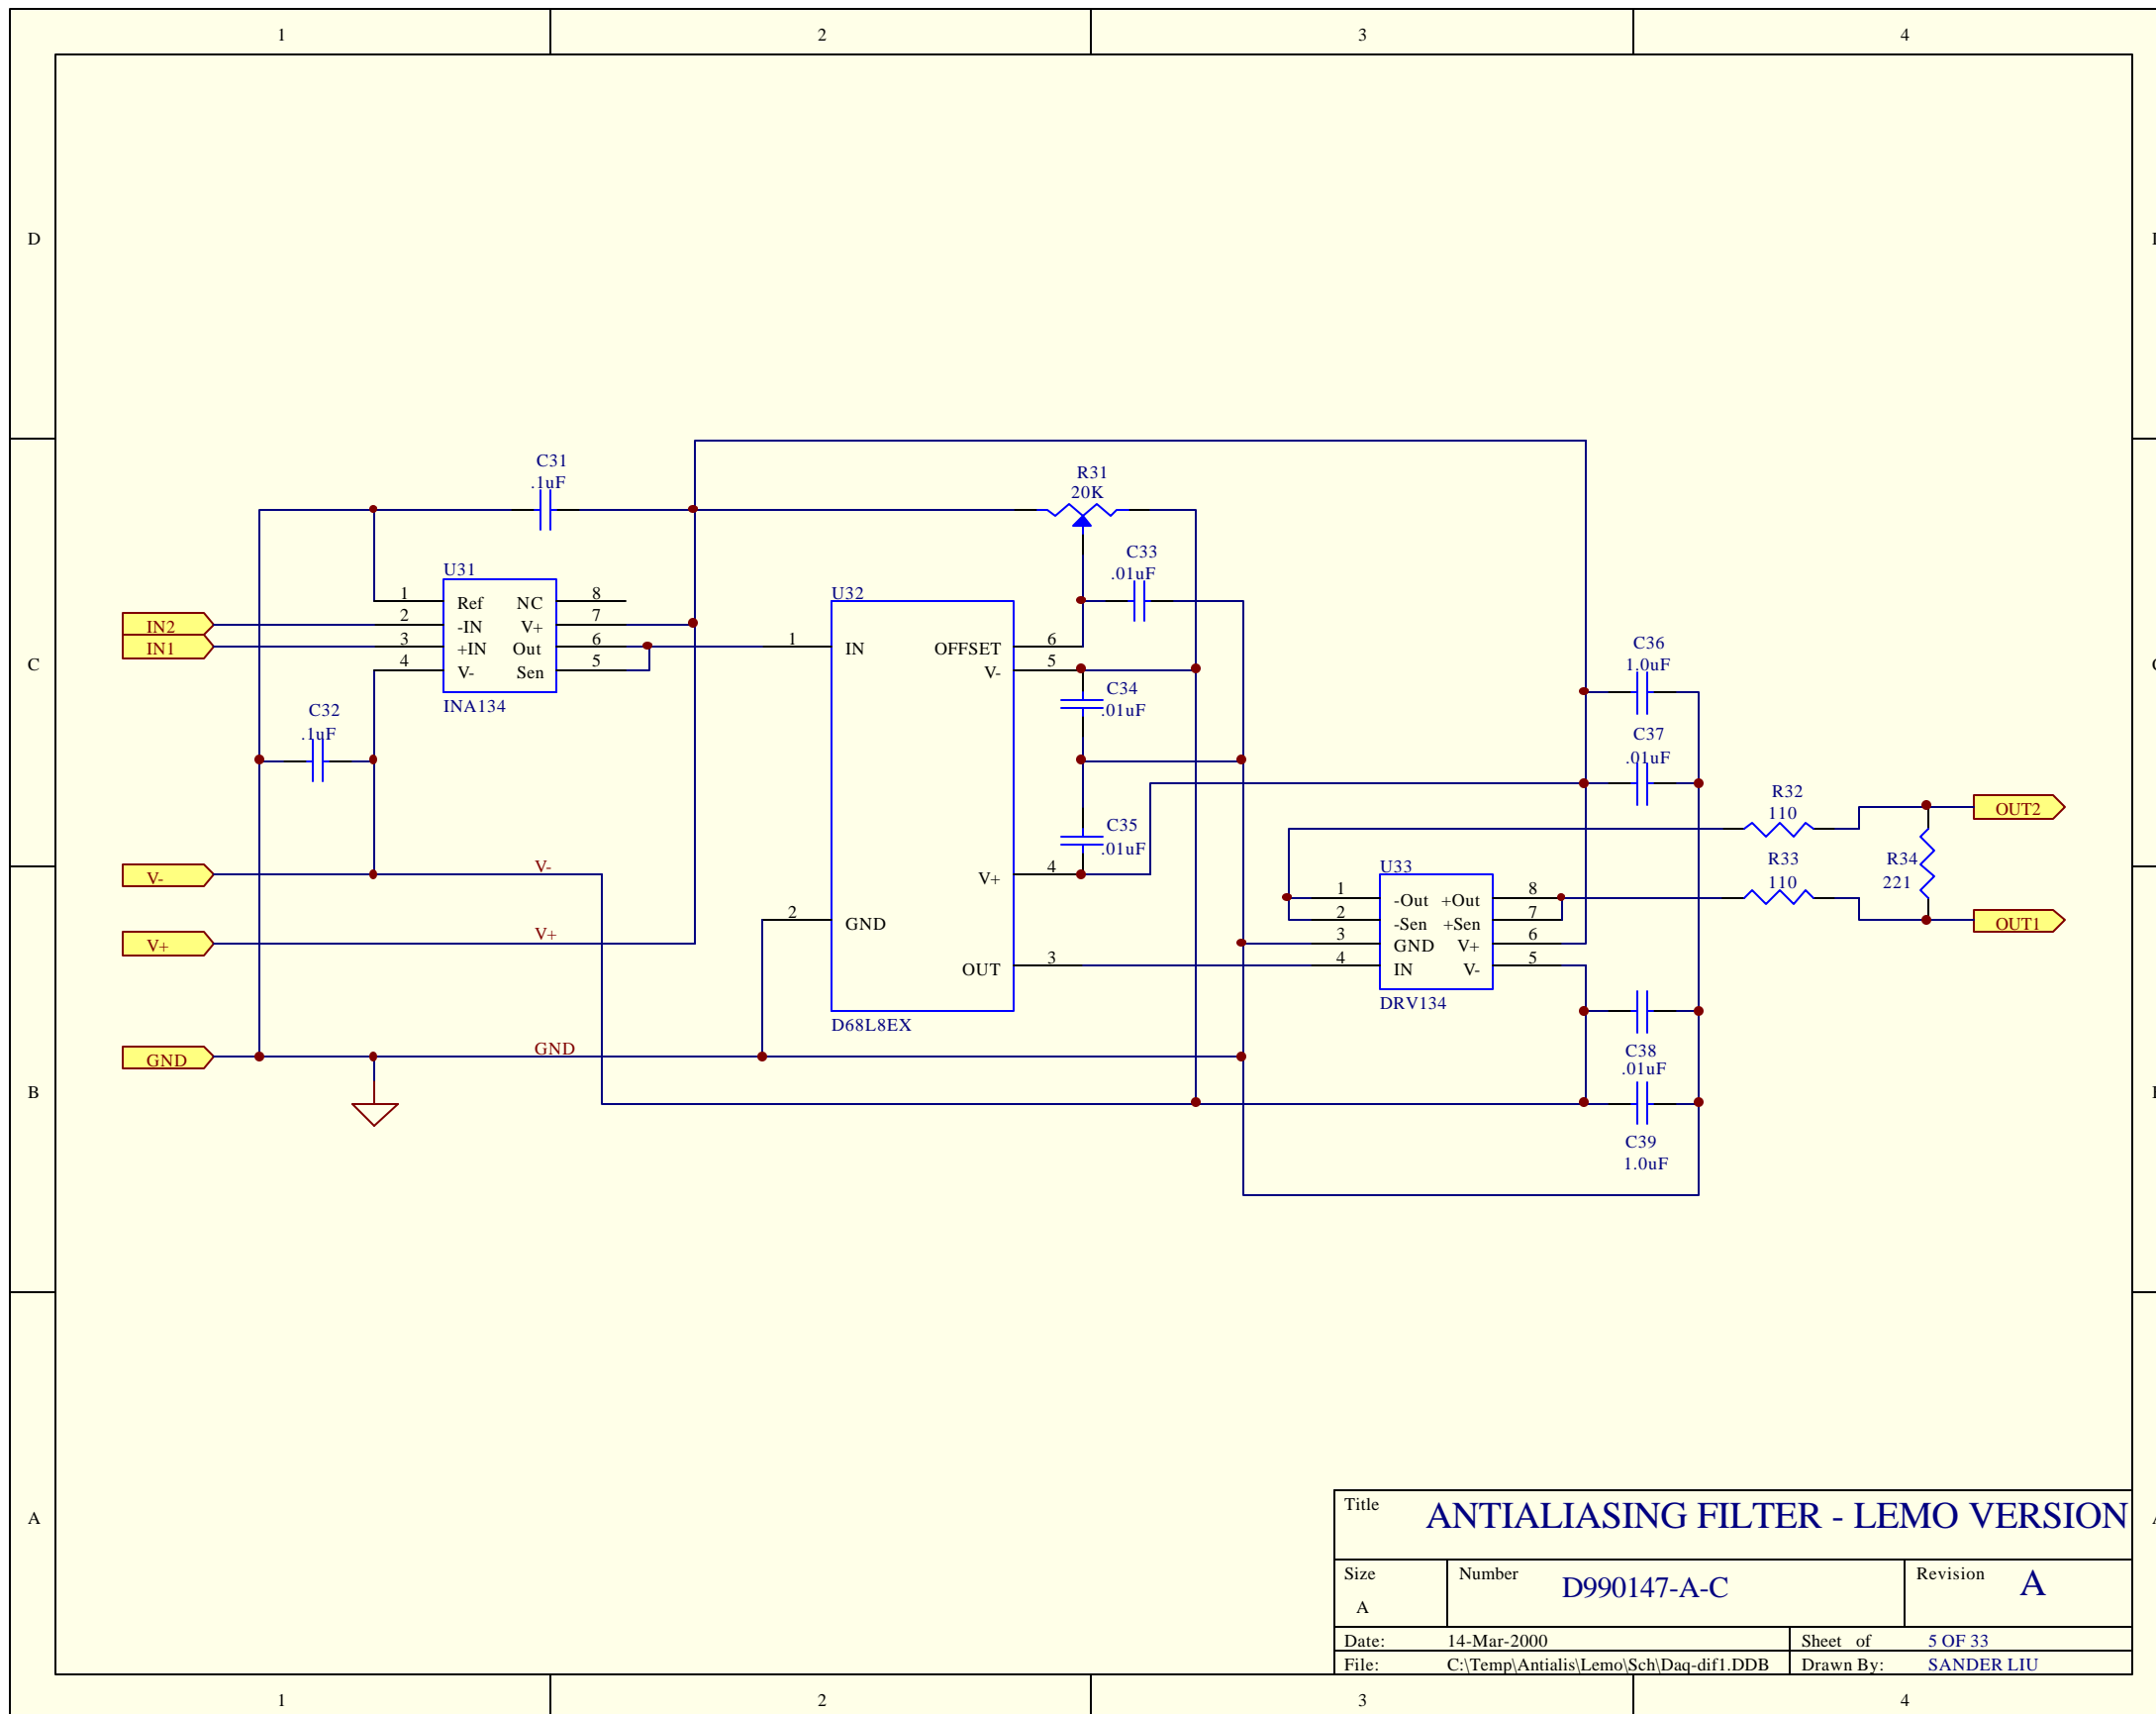 1 2 3 4
D
C31
.1uF
R31
20K
C33
.01uF
U31
1 Ref NC 8
2 -IN V+ 7
3 +IN Out 6
4 V- Sen 5
INA134
IN2
IN1
C32
.1uF
U32
1 IN OFFSET 6
V- 5
V+ 4
2 GND
OUT 3
D68L8EX
C34
.01uF
C35
.01uF
C36
1.0uF
C37
.01uF
C
R32
110
OUT2
R33
110
R34
221
OUT1
U33
1 -Out +Out 8
2 -Sen +Sen 7
3 GND V+ 6
4 IN V- 5
DRV134
V- V-
V+ V+
GND GND
C38
.01uF
C39
1.0uF
B
A
Title ANTIALIASING FILTER - LEMO VERSION
Size Number Revision
A D990147-A-C A
Date: 14-Mar-2000 Sheet of 5 OF 33
File: C:\Temp\Antialis\Lemo\Sch\Daq-dif1.DDB Drawn By: SANDER LIU
1 2 3 4